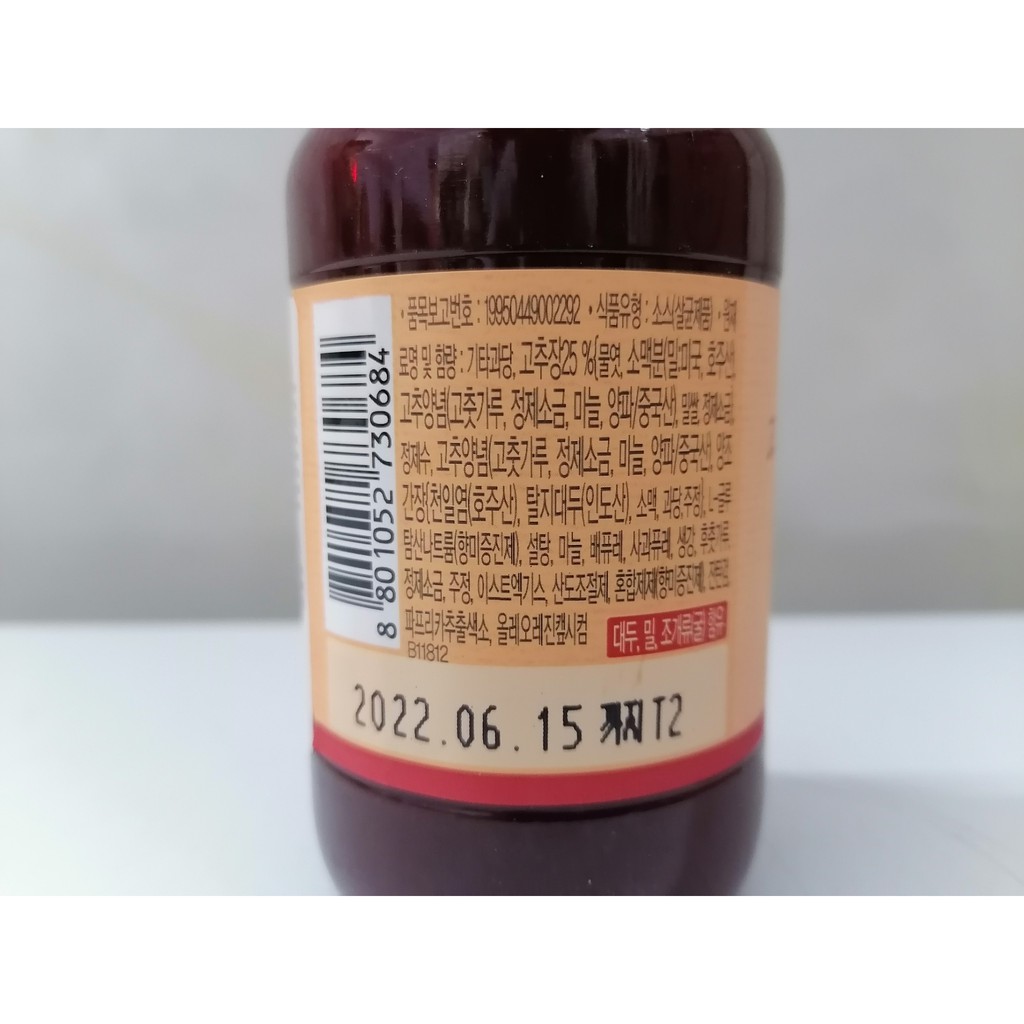 • 품목보고번호 : 19950449002292 • 식품유형 : 소스(살균제품) • 원재
료명 및 함량 : 기타과당, 고추장25 %{물엿, 소맥분(밀:미국, 호주산),
고추양념(고춧가루, 정제소금, 마늘, 양파/중국산), 밀쌀, 정제소금},
정제수, 고추양념(고춧가루, 정제소금, 마늘, 양파/중국산), 양조
간장{천일염(호주산), 탈지대두(인도산), 소맥, 과당, 주정}, L-글루
탐산나트륨(향미증진제), 설탕, 마늘, 배퓨레, 사과퓨레, 생강, 후춧가루,
정제소금, 주정, 이스트엑기스, 산도조절제, 혼합제제(향미증진제),
파프리카추출색소, 올레오레진캡시컴
대두, 밀, 조개류(굴) 함유
B11812
8 801052 730684
2022.06.15 까지 T2